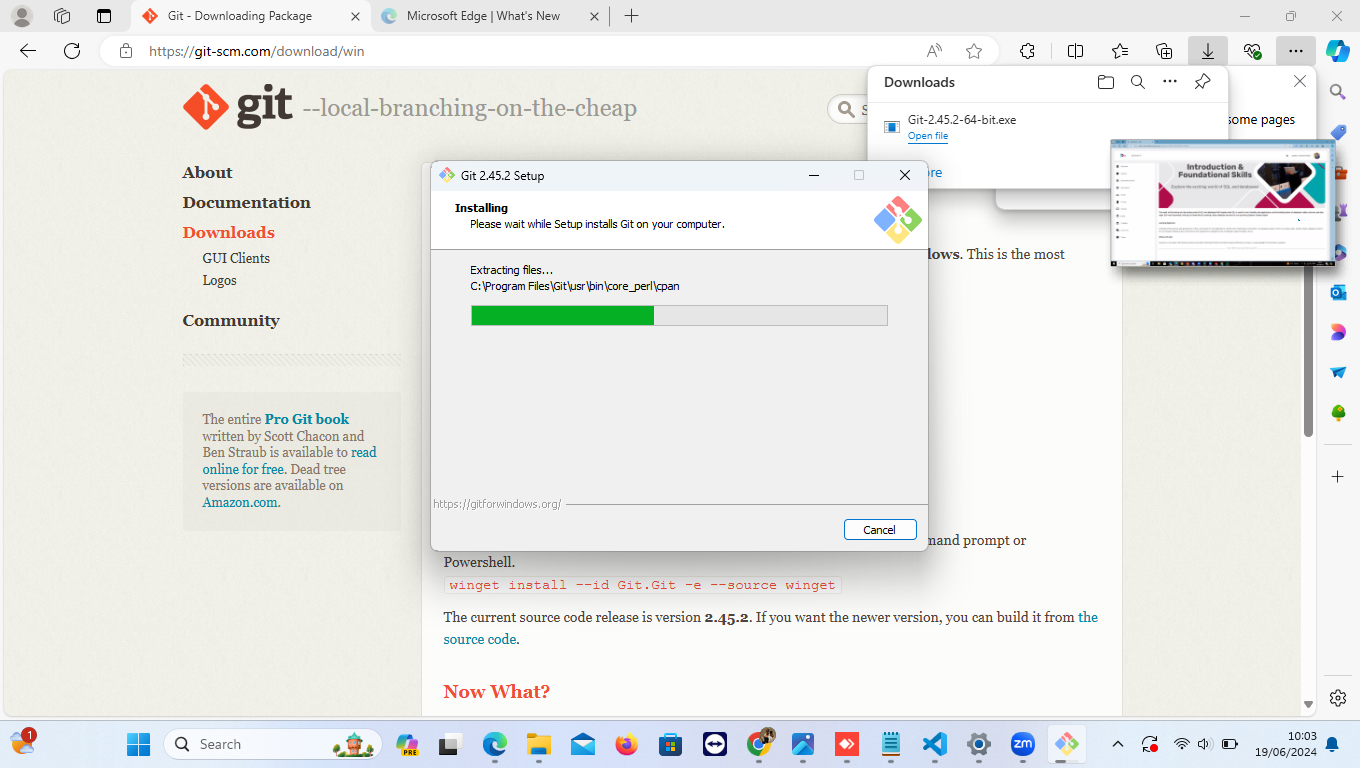 Git - Downloading Package
Microsoft Edge | What's New
https://git-scm.com/download/win
git --local-branching-on-the-cheap
S
Downloads
Git-2.45.2-64-bit.exe
Open file
some pages
Introduction &
Foundational Skills
About
Documentation
Downloads
GUI Clients
Logos
Community
The entire Pro Git book
written by Scott Chacon and
Ben Straub is available to read
online for free. Dead tree
versions are available on
Amazon.com.
Git 2.45.2 Setup
Installing
Please wait while Setup installs Git on your computer.
Extracting files...
C:\Program Files\Git\usr\bin\core_perl\cpan
https://gitforwindows.org/
Cancel
. This is the most
mand prompt or
Powershell.
winget install --id Git.Git -e --source winget
The current source code release is version 2.45.2. If you want the newer version, you can build it from the
source code.
Now What?
1
Search
PRE
zm
10:03
19/06/2024